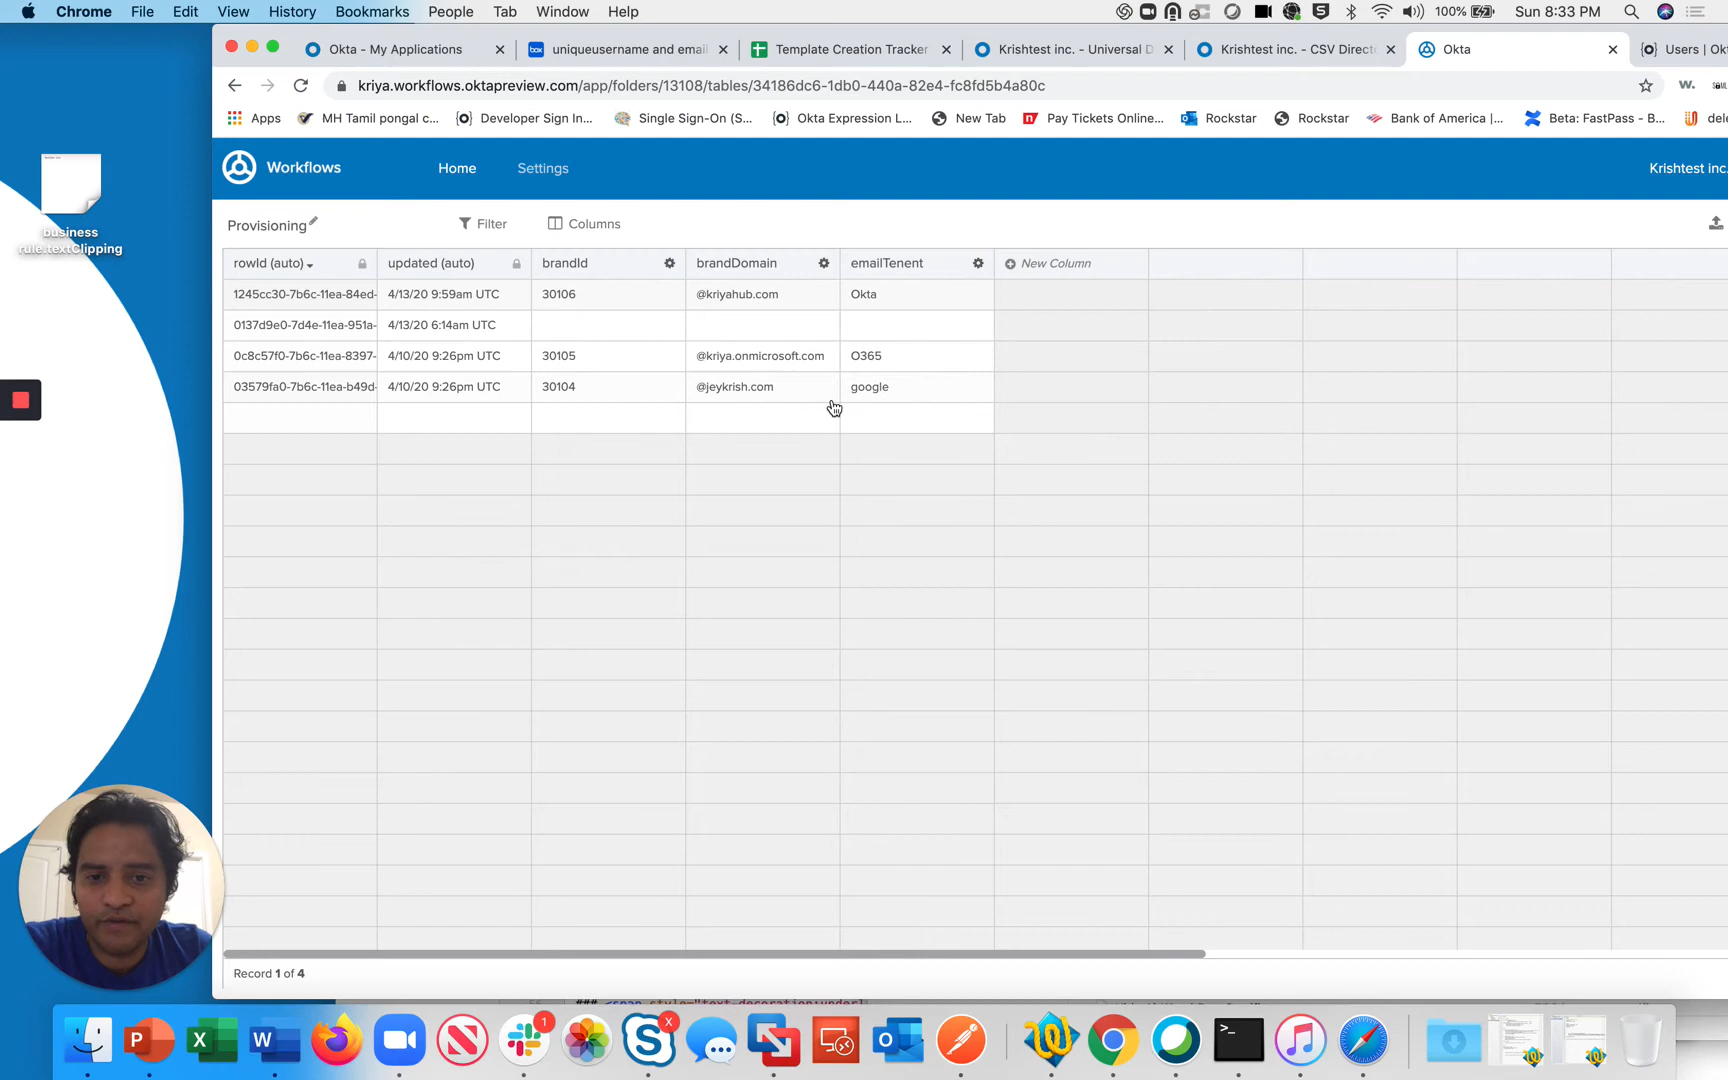 Chrome File Edit View History Bookmarks People Tab Window Help 100% Sun 8:33 PM
Okta - My Applications uniqueusername and email Template Creation Tracker Krishtest inc. - Universal D Krishtest inc. - CSV Direct Okta Users | Ok
kriya.workflows.oktapreview.com/app/folders/13108/tables/34186dc6-1db0-440a-82e4-fc8fd5b4a80c
Apps MH Tamil pongal c... Developer Sign In... Single Sign-On (S... Okta Expression L... New Tab Pay Tickets Online... Rockstar Rockstar Bank of America |... Beta: FastPass - B... dele
Workflows Home Settings Krishtest inc.
business
rule.textClipping
Provisioning Filter Columns
rowId (auto) updated (auto) brandId brandDomain emailTenent New Column
1245cc30-7b6c-11ea-84ed- 4/13/20 9:59am UTC 30106 @kriyahub.com Okta
0137d9e0-7d4e-11ea-951a- 4/13/20 6:14am UTC
0c8c57f0-7b6c-11ea-8397- 4/10/20 9:26pm UTC 30105 @kriya.onmicrosoft.com O365
03579fa0-7b6c-11ea-b49d- 4/10/20 9:26pm UTC 30104 @jeykrish.com google
Record 1 of 4